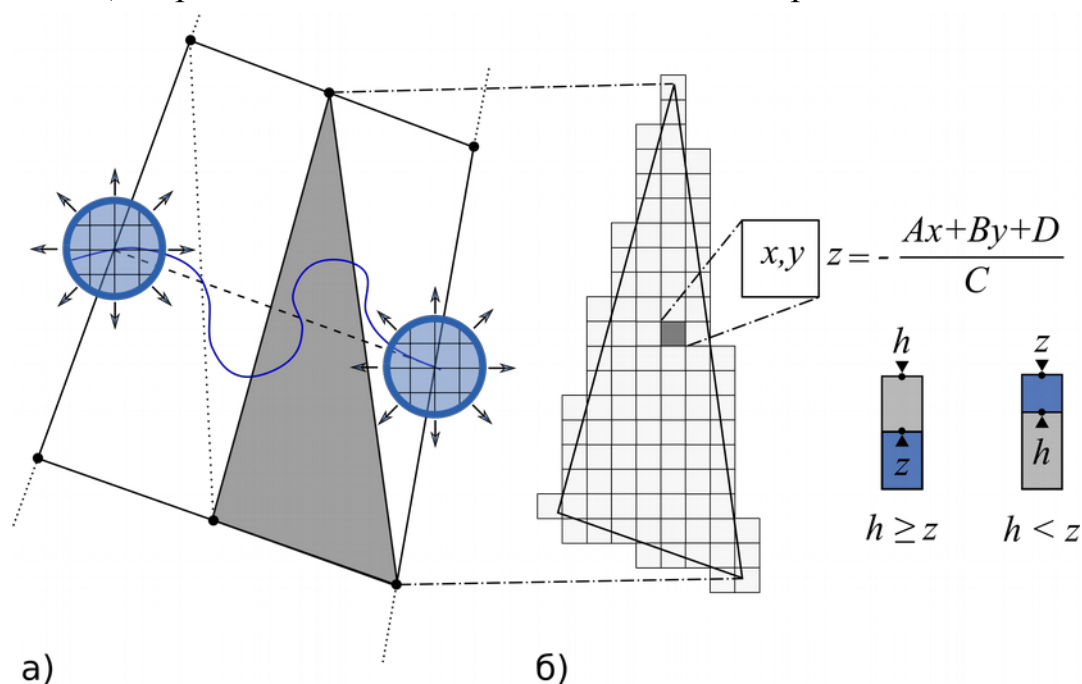 x,y
z = - Ax+By+D
C
h
z
z
h
h ≥ z
h < z
а)
б)